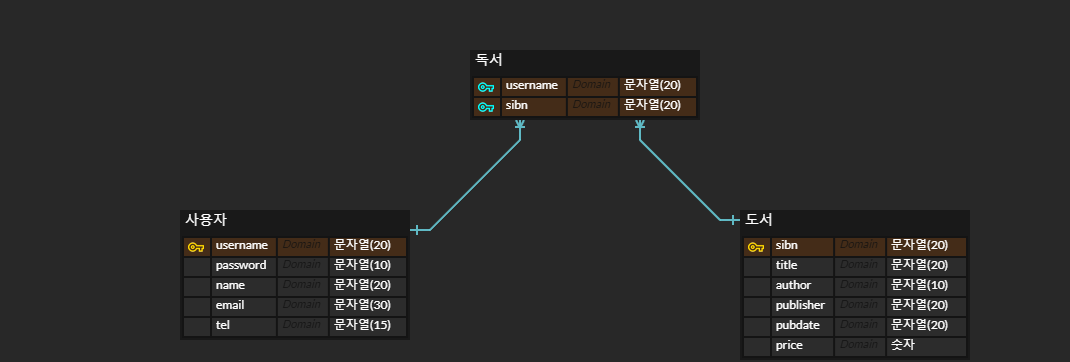 독서
username Domain 문자열(20)
sibn Domain 문자열(20)
사용자
username Domain 문자열(20)
password Domain 문자열(10)
name Domain 문자열(20)
email Domain 문자열(30)
tel Domain 문자열(15)
도서
sibn Domain 문자열(20)
title Domain 문자열(20)
author Domain 문자열(10)
publisher Domain 문자열(20)
pubdate Domain 문자열(20)
price Domain 숫자